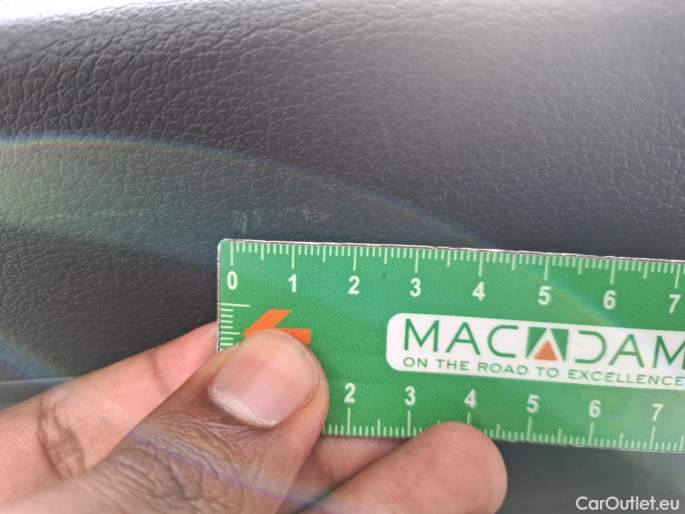 0 1 2 3 4 5 6 7
MACADAM
ON THE ROAD TO EXCELLENCE
2 3 4 5 6 7
CarOutlet.eu